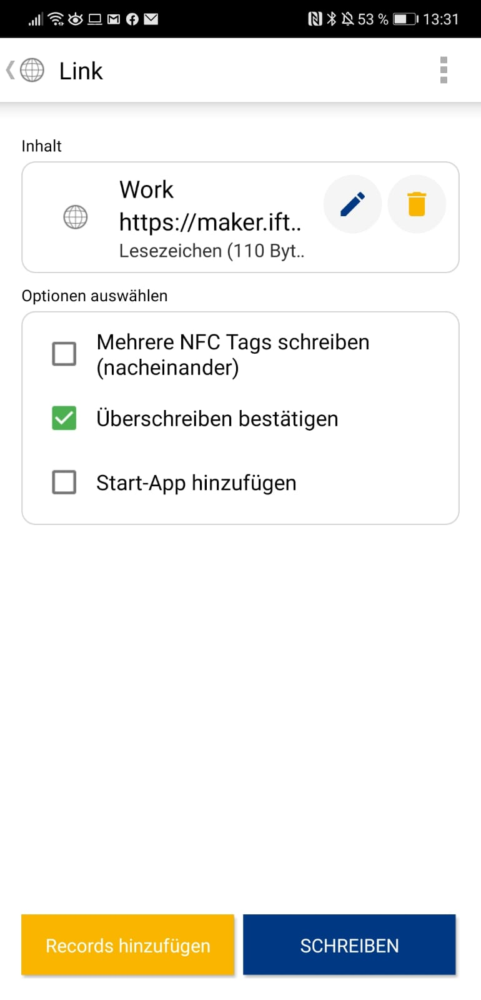 53 % 13:31
Link
Inhalt
Work
https://maker.ift..
Lesezeichen (110 Byt..
Optionen auswählen
Mehrere NFC Tags schreiben
(nacheinander)
Überschreiben bestätigen
Start-App hinzufügen
Records hinzufügen
SCHREIBEN